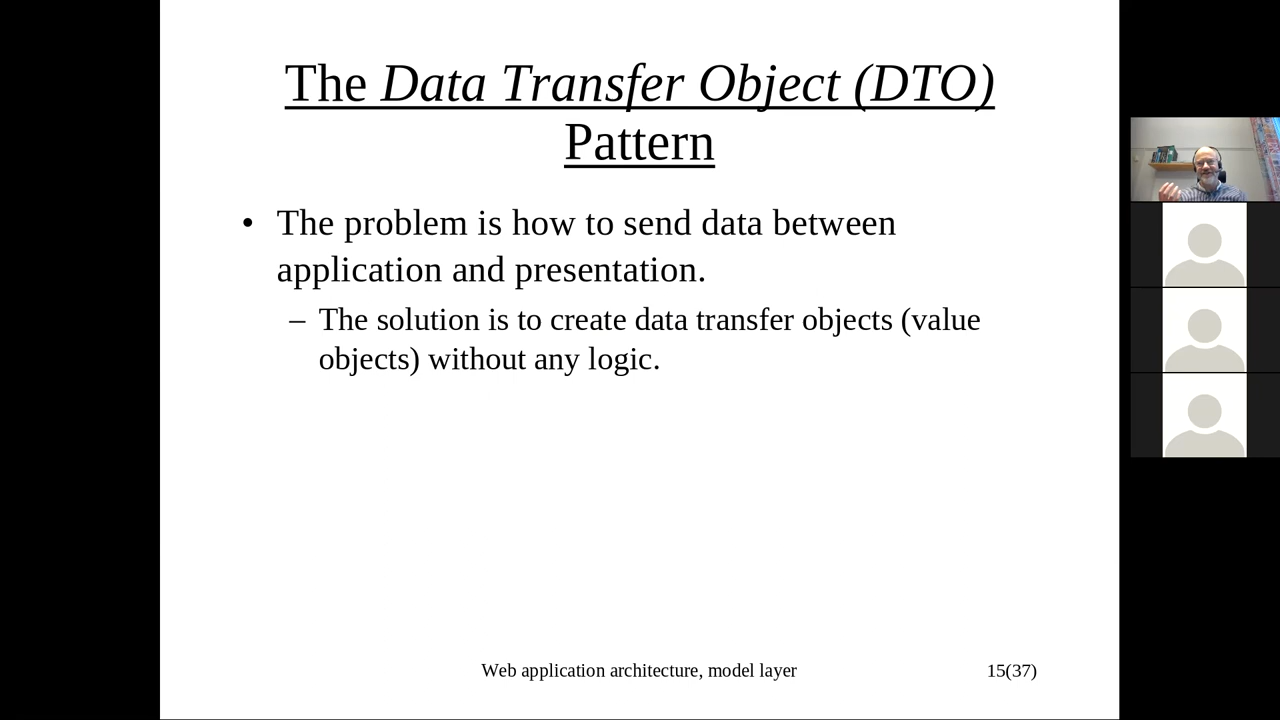 The Data Transfer Object (DTO)
Pattern
• The problem is how to send data between
application and presentation.
– The solution is to create data transfer objects (value
objects) without any logic.
Web application architecture, model layer
15(37)